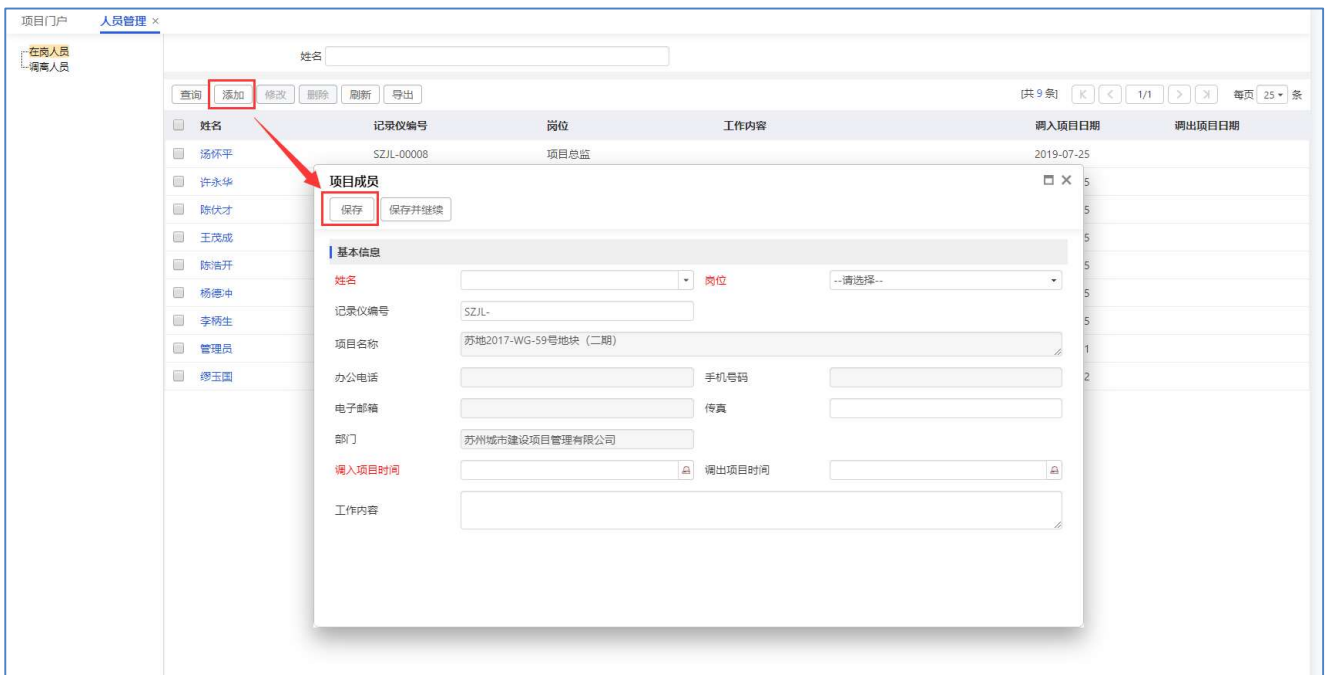 项目门户 人员管理 ×
在岗人员
调离人员
姓名
查询 添加 修改 删除 刷新 导出 [共 9 条] 1/1 每页 25 条
姓名 记录仪编号 岗位 工作内容 调入项目日期 调出项目日期
汤怀平 SZJL-00008 项目总监 2019-07-25
许永华 5
陈伏才 5
王茂成 5
陈浩开 5
杨德冲 5
李柄生 5
管理员 1
缪玉国 2
项目成员
保存 保存并继续
基本信息
姓名 岗位 --请选择--
记录仪编号 SZJL-
项目名称 苏地2017-WG-59号地块（二期）
办公电话 手机号码
电子邮箱 传真
部门 苏州城市建设项目管理有限公司
调入项目时间 调出项目时间
工作内容